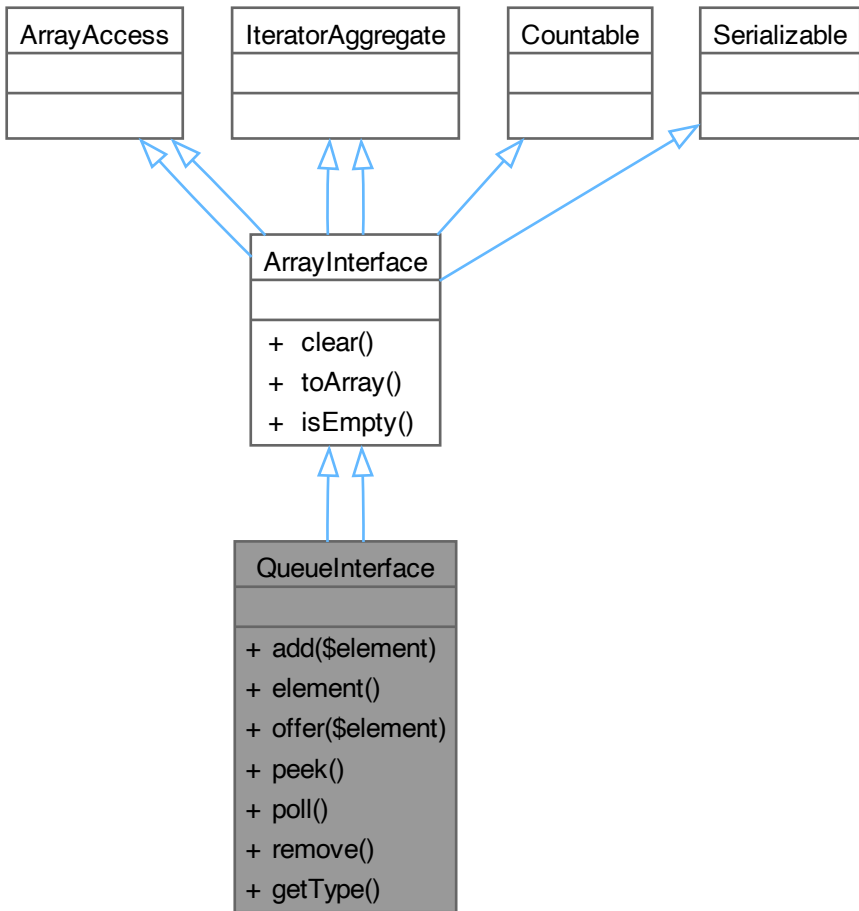 ArrayAccess
IteratorAggregate
Countable
Serializable
ArrayInterface
+ clear()
+ toArray()
+ isEmpty()
QueueInterface
+ add($element)
+ element()
+ offer($element)
+ peek()
+ poll()
+ remove()
+ getType()